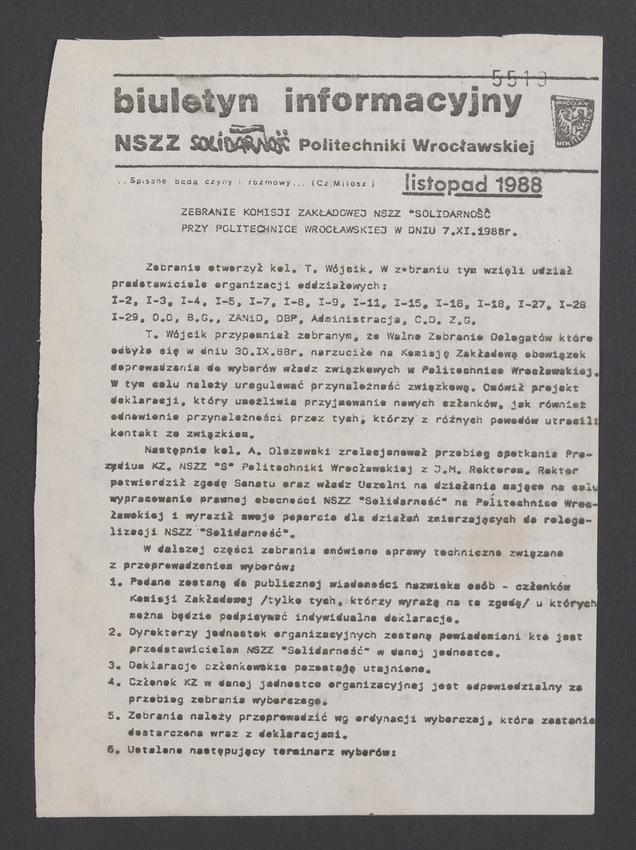 5519
biuletyn informacyjny
NSZZ SOLIDARNOŚĆ Politechniki Wrocławskiej
..Spisane będą czyny i rozmowy... (Cz.Miłosz)
listopad 1988
ZEBRANIE KOMISJI ZAKŁADOWEJ NSZZ "SOLIDARNOŚĆ
PRZY POLITECHNICE WROCŁAWSKIEJ W DNIU 7.XI.1988r.
Zebranie otworzył kol. T. Wójcik. W zebraniu tym wzięli udział
pradstawiciele organizacji oddziałowych:
I-2, I-3, I-4, I-5, I-7, I-8, I-9, I-11, I-15, I-16, I-18, I-27, I-28
I-29, O.O, B.G., ZANiD, OBP, Administracja, C.O. Z.G.
T. Wójcik przypomniał zebranym, że Walne Zebranie Delegatów które
odbyło się w dniu 30.IX.88r. narzuciło na Komisję Zakładową obowiązek
doprowadzenia do wyborów władz związkowych w Politechnice Wrocławskiej.
W tym celu należy uregulować przynależność związkową. Omówił projekt
deklaracji, który umożliwia przyjmowanie nowych członków, jak również
odnowienie przynależności przez tych, którzy z różnych powodów utracili
kontakt ze związkiem.
Następnie kol. A. Olszewski zrelacjonował przebieg spotkania Pre-
zydium KZ. NSZZ "S" Politechniki Wrocławskiej z J.M. Rektorem. Rektor
potwierdził zgodę Senatu oraz władz Uczelni na działania mające na celu
wypracowanie prawnej obecności NSZZ "Solidarność" na Politechnice Wroc-
ławskiej i wyraził swoje poparcie dla działań zmierzających do relega-
lizacji NSZZ "Solidarność".
W dalszej części zebrania omówiono sprawy techniczne związane
z przeprowadzeniem wyborów:
1. Podane zostaną do publicznej wiadomości nazwiska osób - członków
Komisji Zakładowej /tylko tych, którzy wyrażą na to zgodę/ u których
można będzie podpisywać indywidualne deklaracje.
2. Dyrektorzy jednostek organizacyjnych zostaną powiadomieni kto jest
przedstawicielem NSZZ "Solidarność" w danej jednostce.
3. Deklaracje członkowskie pozostają utajnione.
4. Członek KZ w danej jednostce organizacyjnej jest odpowiedzialny za
przebieg zebrania wyborczego.
5. Zebrania należy przeprowadzić wg ordynacji wyborczej, która zostanie
dostarczona wraz z deklaracjami.
6. Ustalono następujący terminarz wyborów: